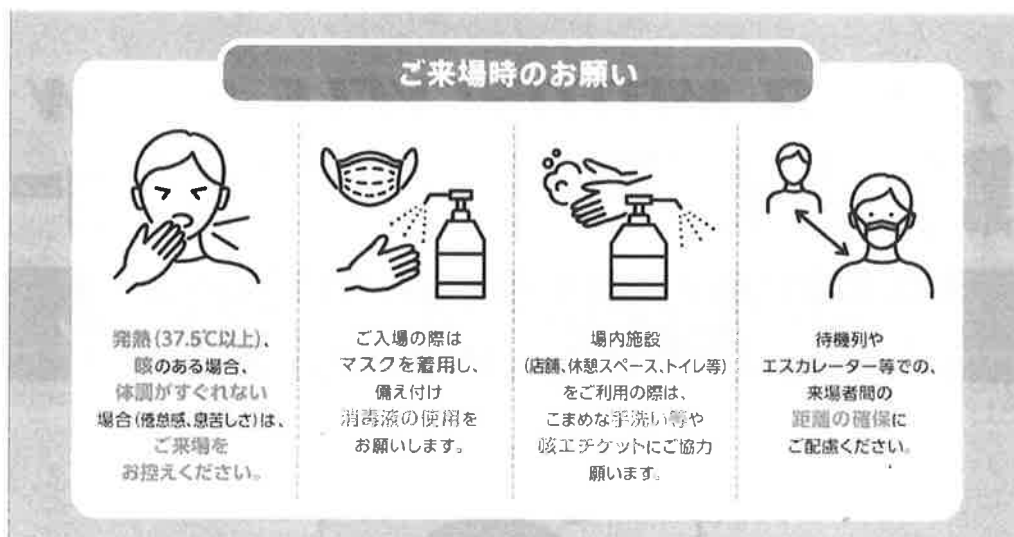 ご来場時のお願い
発熱(37.5℃以上)、
咳のある場合、
体調がすぐれない
場合(倦怠感、息苦しさ)は、
ご来場を
お控えください。
ご入場の際は
マスクを着用し、
備え付け
消毒液の使用を
お願いします。
場内施設
(店舗、休憩スペース、トイレ等)
をご利用の際は、
こまめな手洗い等や
咳エチケットにご協力
願います。
待機列や
エスカレーター等での、
来場者間の
距離の確保に
ご配慮ください。